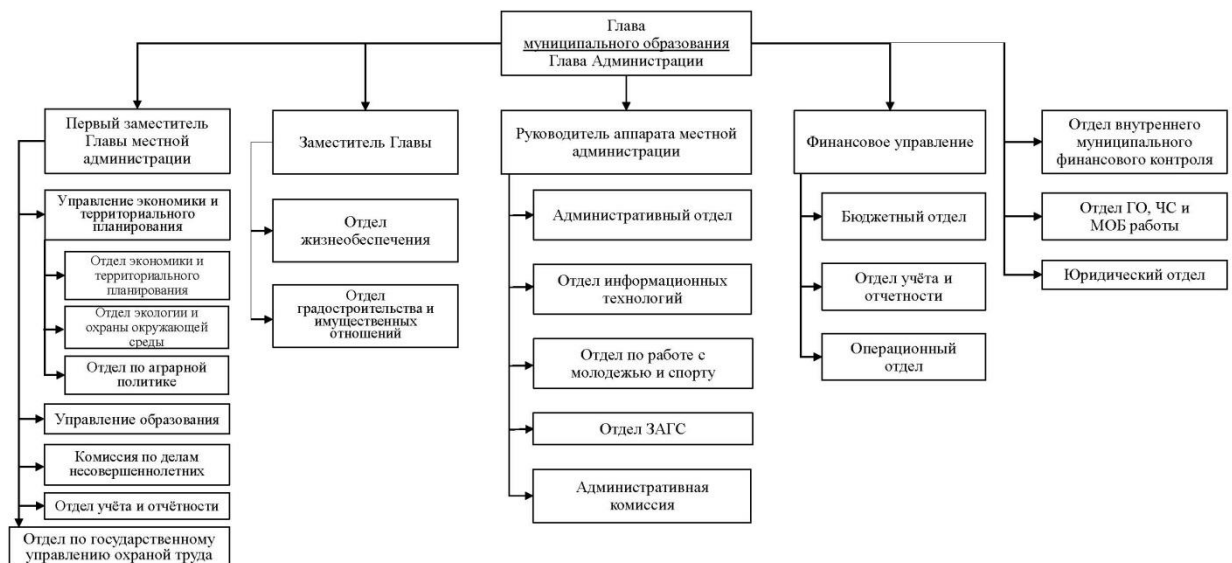 Глава
муниципального образования
Глава Администрации
Первый заместитель
Главы местной
администрации
Управление экономики и
территориального
планирования
Отдел экономики и
территориального
планирования
Отдел экологии и
охраны окружающей
среды
Отдел по аграрной
политике
Управление образования
Комиссия по делам
несовершеннолетних
Отдел учёта и отчётности
Отдел по государственному
управлению охраной труда
Заместитель Главы
Отдел
жизнеобеспечения
Отдел
градостроительства и
имущественных
отношений
Руководитель аппарата местной
администрации
Административный отдел
Отдел информационных
технологий
Отдел по работе с
молодежью и спорту
Отдел ЗАГС
Административная
комиссия
Финансовое управление
Бюджетный отдел
Отдел учёта и
отчетности
Операционный
отдел
Отдел внутреннего
муниципального
финансового контроля
Отдел ГО, ЧС и
МОБ работы
Юридический отдел